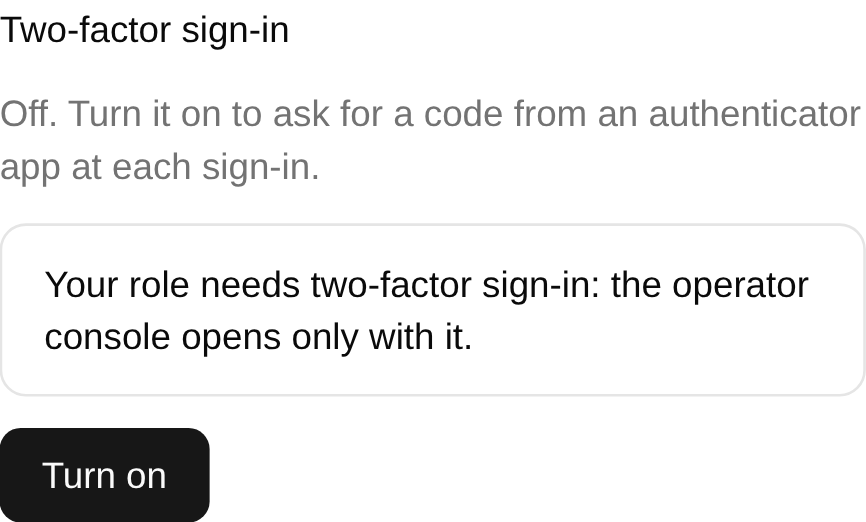 Two-factor sign-in
Off. Turn it on to ask for a code from an authenticator
app at each sign-in.
Your role needs two-factor sign-in: the operator
console opens only with it.
Turn on